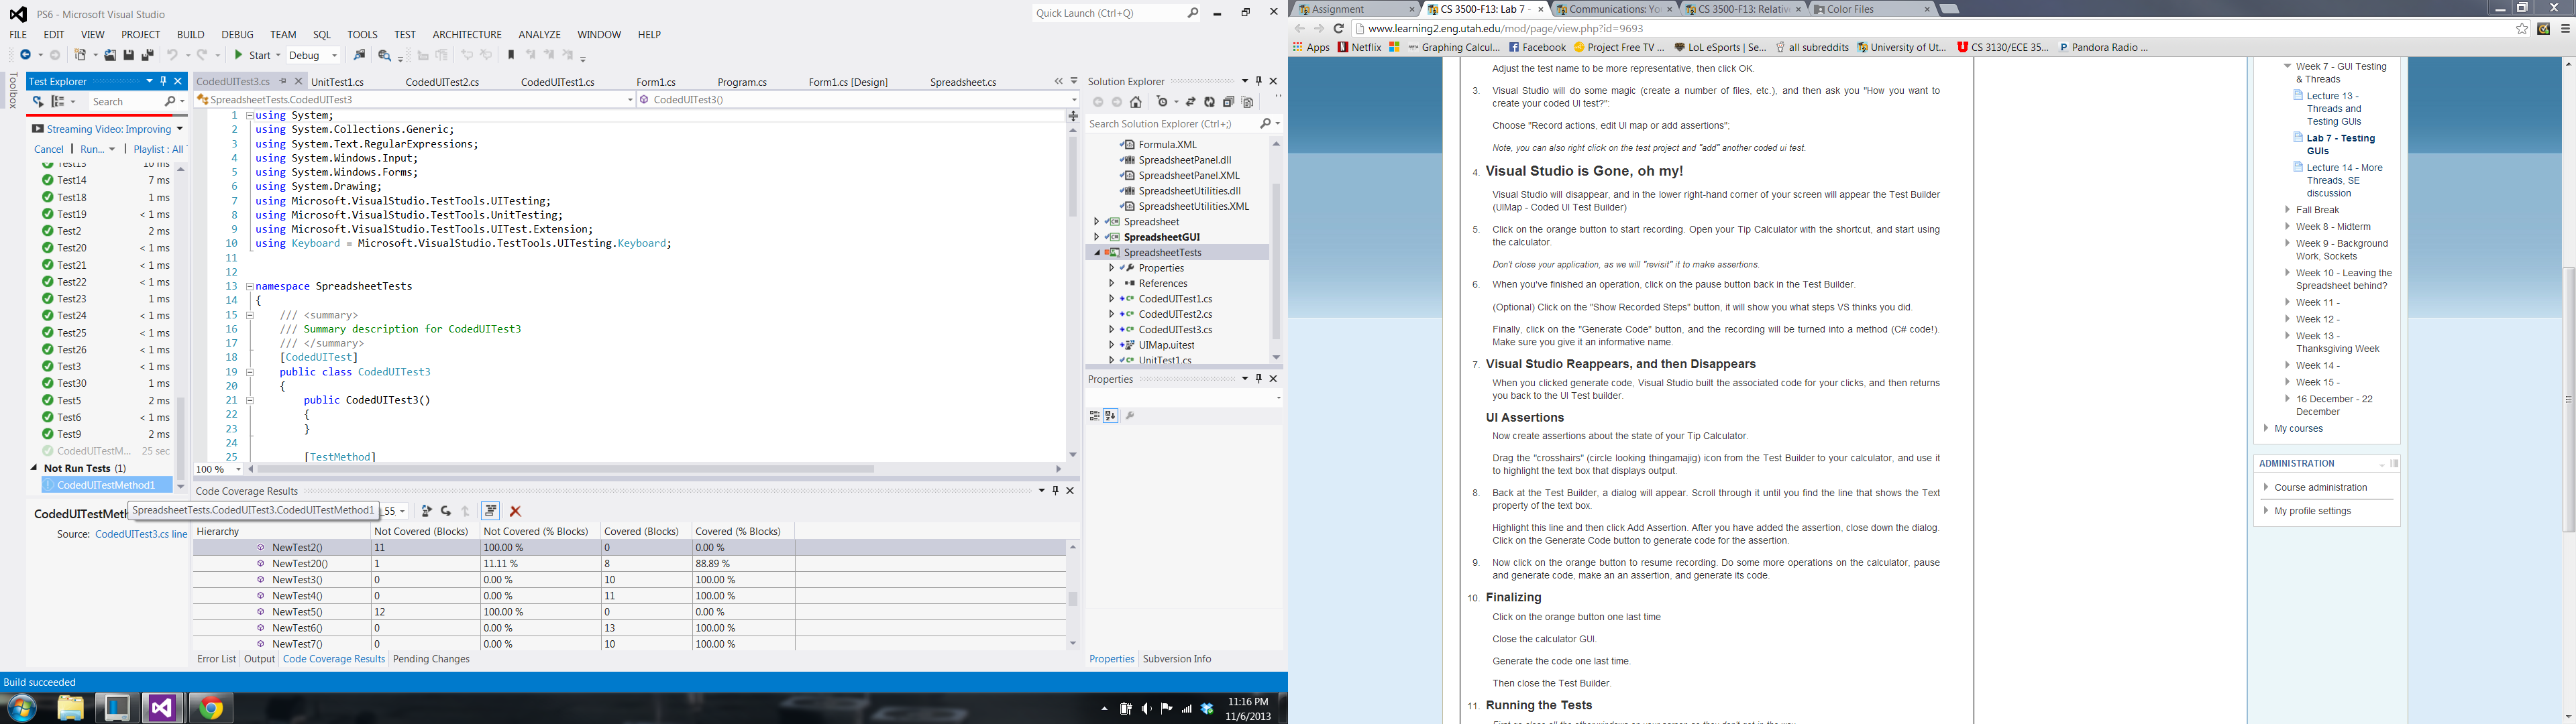 PS6 - Microsoft Visual Studio
Quick Launch (Ctrl+Q)
FILE EDIT VIEW PROJECT BUILD DEBUG TEAM SQL TOOLS TEST ARCHITECTURE ANALYZE WINDOW HELP
Start Debug
Toolbox
Test Explorer
Search
Streaming Video: Improving
Cancel Run... Playlist : All
Test13 10 ms
Test14 7 ms
Test18 1 ms
Test19 < 1 ms
Test2 2 ms
Test20 < 1 ms
Test21 < 1 ms
Test22 < 1 ms
Test23 1 ms
Test24 < 1 ms
Test25 < 1 ms
Test26 < 1 ms
Test3 < 1 ms
Test30 1 ms
Test5 2 ms
Test6 < 1 ms
Test9 2 ms
CodedUITestM... 25 sec
Not Run Tests (1)
CodedUITestMethod1
CodedUITestMeth
SpreadsheetTests.CodedUITest3.CodedUITestMethod1
Source: CodedUITest3.cs line
CodedUITest3.cs UnitTest1.cs CodedUITest2.cs CodedUITest1.cs Form1.cs Program.cs Form1.cs [Design] Spreadsheet.cs
SpreadsheetTests.CodedUITest3 CodedUITest3()
1 using System;
2 using System.Collections.Generic;
3 using System.Text.RegularExpressions;
4 using System.Windows.Input;
5 using System.Windows.Forms;
6 using System.Drawing;
7 using Microsoft.VisualStudio.TestTools.UITesting;
8 using Microsoft.VisualStudio.TestTools.UnitTesting;
9 using Microsoft.VisualStudio.TestTools.UITest.Extension;
10 using Keyboard = Microsoft.VisualStudio.TestTools.UITesting.Keyboard;
11
12
13 namespace SpreadsheetTests
14 {
15 /// <summary>
16 /// Summary description for CodedUITest3
17 /// </summary>
18 [CodedUITest]
19 public class CodedUITest3
20 {
21 public CodedUITest3()
22 {
23 }
24
25 [TestMethod]
100 %
Code Coverage Results
_55
Hierarchy Not Covered (Blocks) Not Covered (% Blocks) Covered (Blocks) Covered (% Blocks)
NewTest2() 11 100.00 % 0 0.00 %
NewTest20() 1 11.11 % 8 88.89 %
NewTest3() 0 0.00 % 10 100.00 %
NewTest4() 0 0.00 % 11 100.00 %
NewTest5() 12 100.00 % 0 0.00 %
NewTest6() 0 0.00 % 13 100.00 %
NewTest7() 0 0.00 % 10 100.00 %
Error List Output Code Coverage Results Pending Changes
Solution Explorer
Search Solution Explorer (Ctrl+;)
Formula.XML
SpreadsheetPanel.dll
SpreadsheetPanel.XML
SpreadsheetUtilities.dll
SpreadsheetUtilities.XML
Spreadsheet
SpreadsheetGUI
SpreadsheetTests
Properties
References
CodedUITest1.cs
CodedUITest2.cs
CodedUITest3.cs
UIMap.uitest
UnitTest1.cs
Properties
Properties Subversion Info
Build succeeded
11:16 PM
11/6/2013
Assignment CS 3500-F13: Lab 7 - Communications: Yo CS 3500-F13: Relativ Color Files
www.learning2.eng.utah.edu/mod/page/view.php?id=9693
Apps Netflix Graphing Calcul... Facebook Project Free TV ... LoL eSports | Se... all subreddits University of Ut... CS 3130/ECE 35... Pandora Radio ...
Adjust the test name to be more representative, then click OK.
3. Visual Studio will do some magic (create a number of files, etc.), and then ask you "How you want to
create your coded UI test?":
Choose "Record actions, edit UI map or add assertions";
Note, you can also right click on the test project and "add" another coded ui test.
4. Visual Studio is Gone, oh my!
Visual Studio will disappear, and in the lower right-hand corner of your screen will appear the Test Builder
(UIMap - Coded UI Test Builder)
5. Click on the orange button to start recording. Open your Tip Calculator with the shortcut, and start using
the calculator.
Don't close your application, as we will "revisit" it to make assertions.
6. When you've finished an operation, click on the pause button back in the Test Builder.
(Optional) Click on the "Show Recorded Steps" button, it will show you what steps VS thinks you did.
Finally, click on the "Generate Code" button, and the recording will be turned into a method (C# code!).
Make sure you give it an informative name.
7. Visual Studio Reappears, and then Disappears
When you clicked generate code, Visual Studio built the associated code for your clicks, and then returns
you back to the UI Test builder.
UI Assertions
Now create assertions about the state of your Tip Calculator.
Drag the "crosshairs" (circle looking thingamajig) icon from the Test Builder to your calculator, and use it
to highlight the text box that displays output.
8. Back at the Test Builder, a dialog will appear. Scroll through it until you find the line that shows the Text
property of the text box.
Highlight this line and then click Add Assertion. After you have added the assertion, close down the dialog.
Click on the Generate Code button to generate code for the assertion.
9. Now click on the orange button to resume recording. Do some more operations on the calculator, pause
and generate code, make an an assertion, and generate its code.
10. Finalizing
Click on the orange button one last time
Close the calculator GUI.
Generate the code one last time.
Then close the Test Builder.
11. Running the Tests
Week 7 - GUI Testing
& Threads
Lecture 13 -
Threads and
Testing GUIs
Lab 7 - Testing
GUIs
Lecture 14 - More
Threads, SE
discussion
Fall Break
Week 8 - Midterm
Week 9 - Background
Work, Sockets
Week 10 - Leaving the
Spreadsheet behind?
Week 11 -
Week 12 -
Week 13 -
Thanksgiving Week
Week 14 -
Week 15 -
16 December - 22
December
My courses
ADMINISTRATION
Course administration
My profile settings